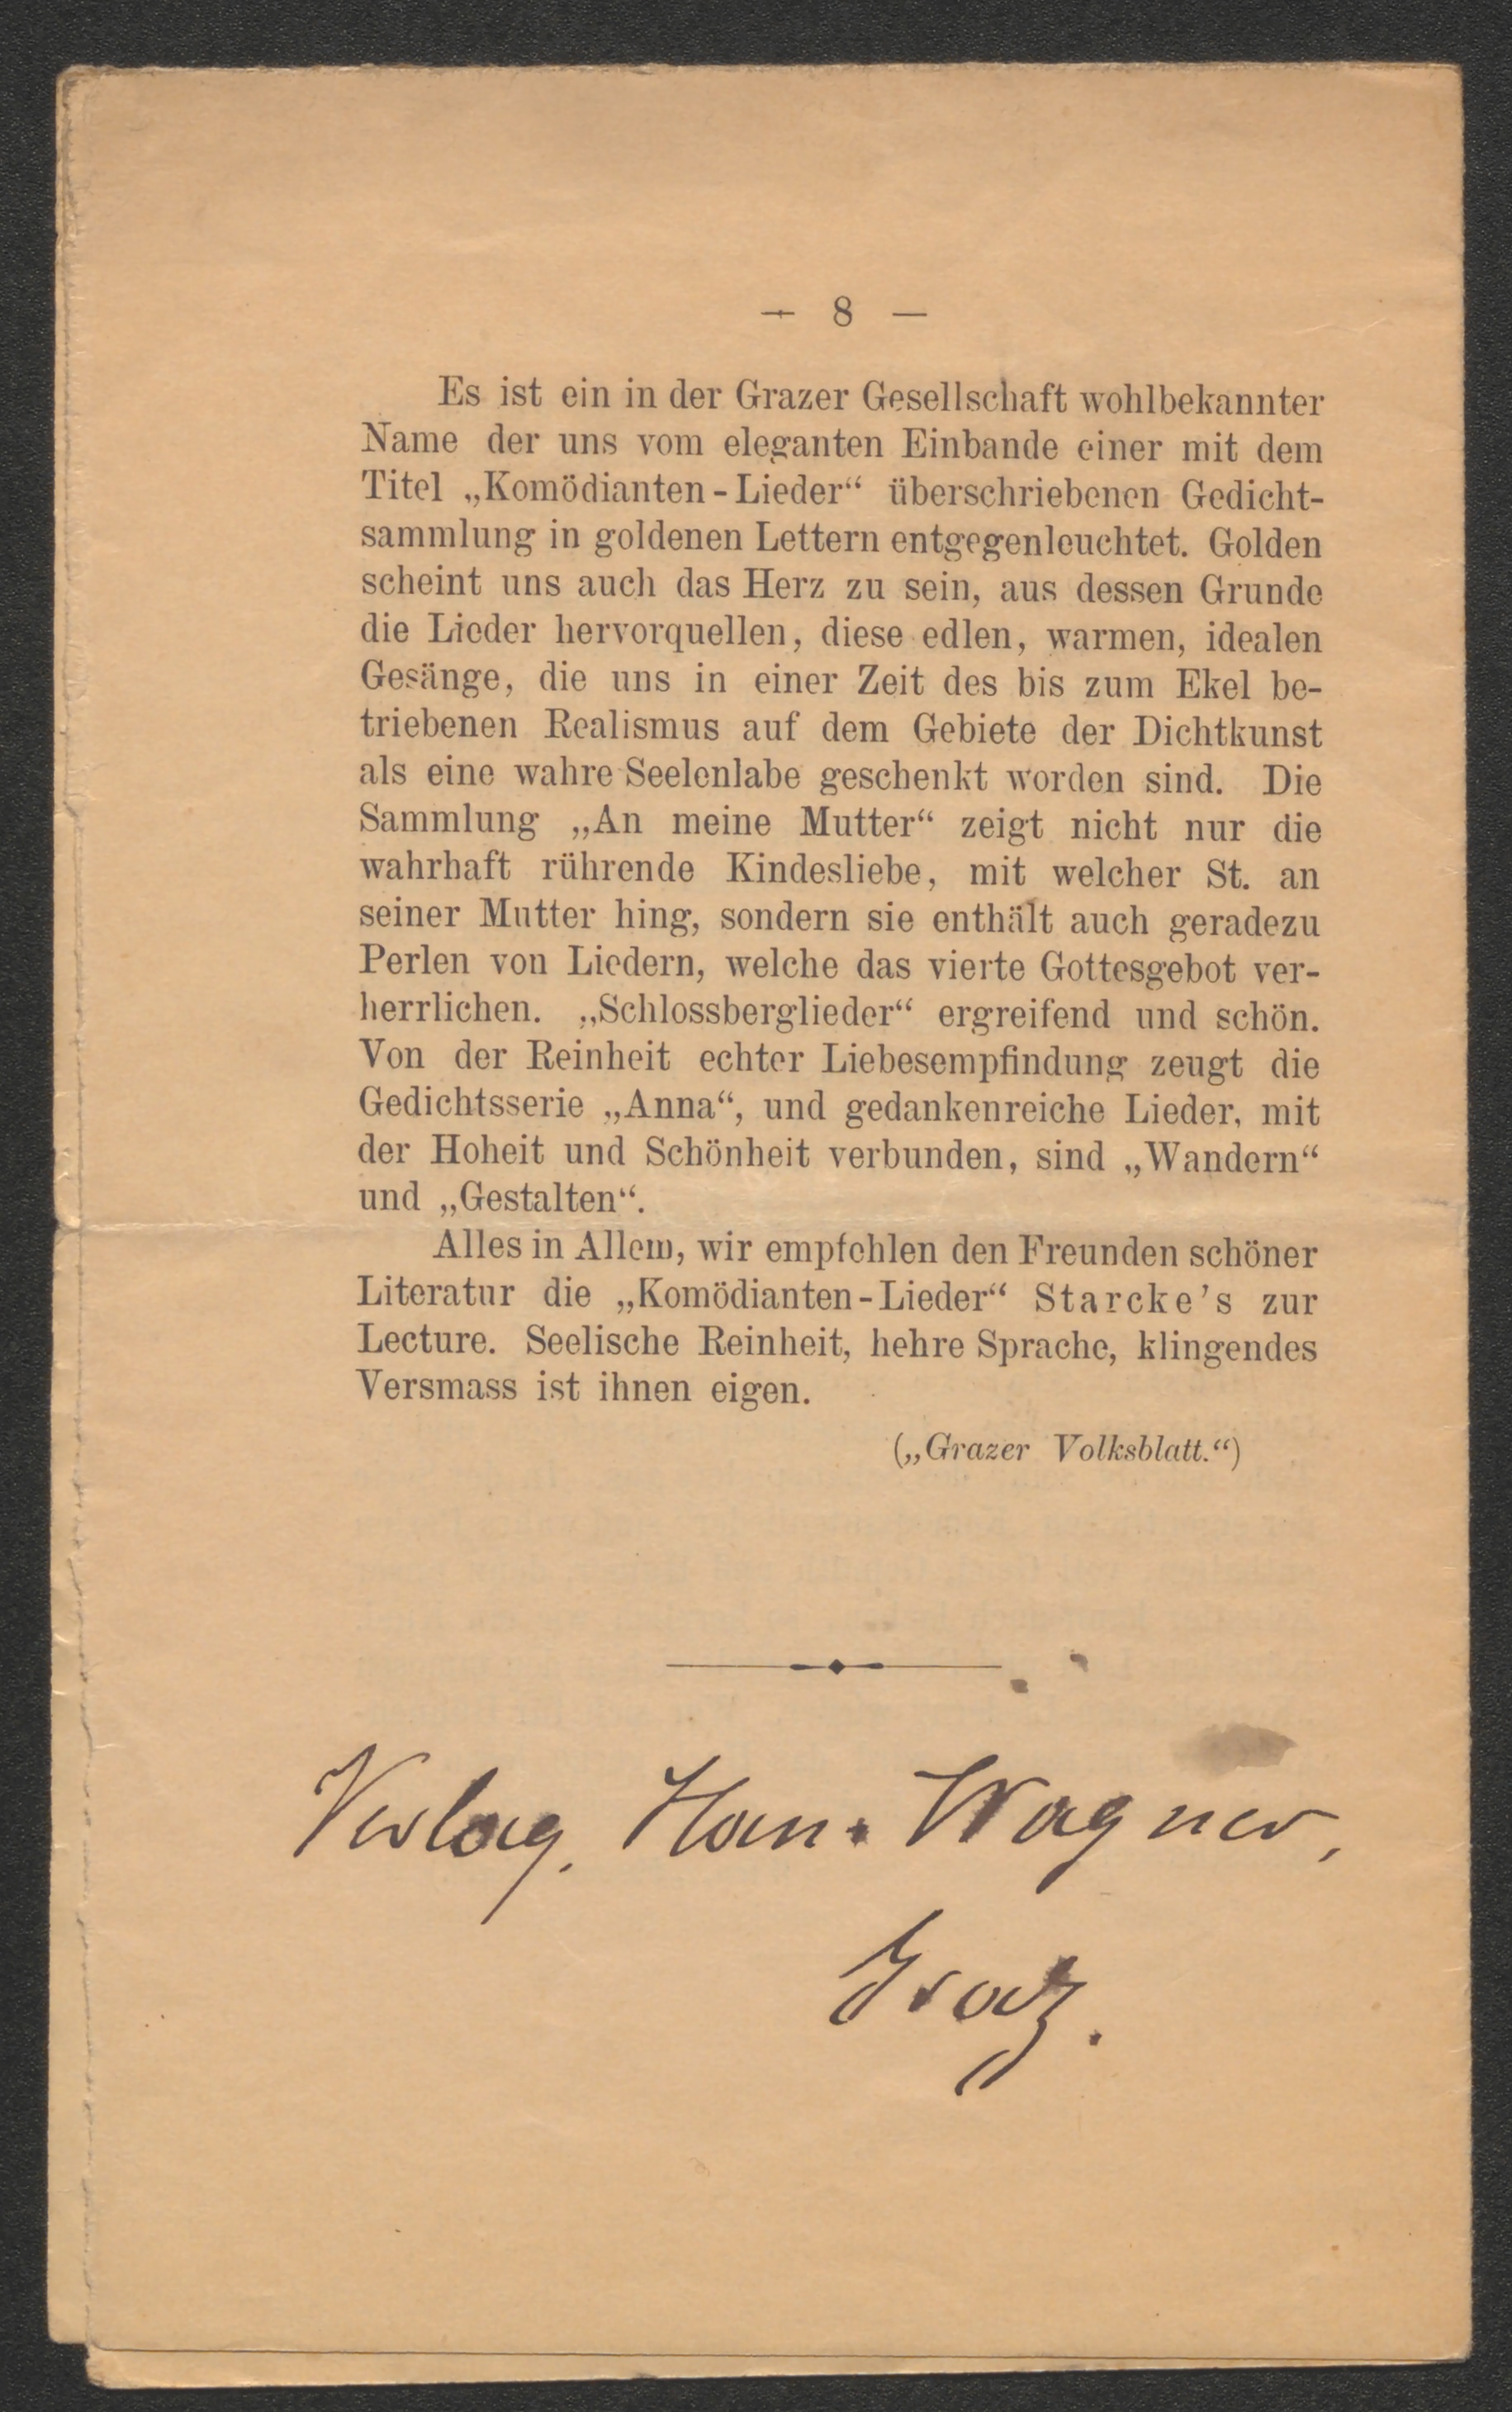 — 8 —
Es ist ein in der Grazer Gesellschaft wohlbekannter
Name der uns vom eleganten Einbande einer mit dem
Titel „Komödianten-Lieder“ überschriebenen Gedicht-
sammlung in goldenen Lettern entgegenleuchtet. Golden
scheint uns auch das Herz zu sein, aus dessen Grunde
die Lieder hervorquellen, diese edlen, warmen, idealen
Gesänge, die uns in einer Zeit des bis zum Ekel be-
triebenen Realismus auf dem Gebiete der Dichtkunst
als eine wahre Seelenlabe geschenkt worden sind. Die
Sammlung „An meine Mutter“ zeigt nicht nur die
wahrhaft rührende Kindesliebe, mit welcher St. an
seiner Mutter hing, sondern sie enthält auch geradezu
Perlen von Liedern, welche das vierte Gottesgebot ver-
herrlichen. „Schlossberglieder“ ergreifend und schön.
Von der Reinheit echter Liebesempfindung zeugt die
Gedichtsserie „Anna“, und gedankenreiche Lieder, mit
der Hoheit und Schönheit verbunden, sind „Wandern“
und „Gestalten“.
Alles in Allem, wir empfehlen den Freunden schöner
Literatur die „Komödianten-Lieder“ Starcke's zur
Lecture. Seelische Reinheit, hehre Sprache, klingendes
Versmass ist ihnen eigen.
(„Grazer Volksblatt.“)
Verlag. Hans Wagner,
Graz.